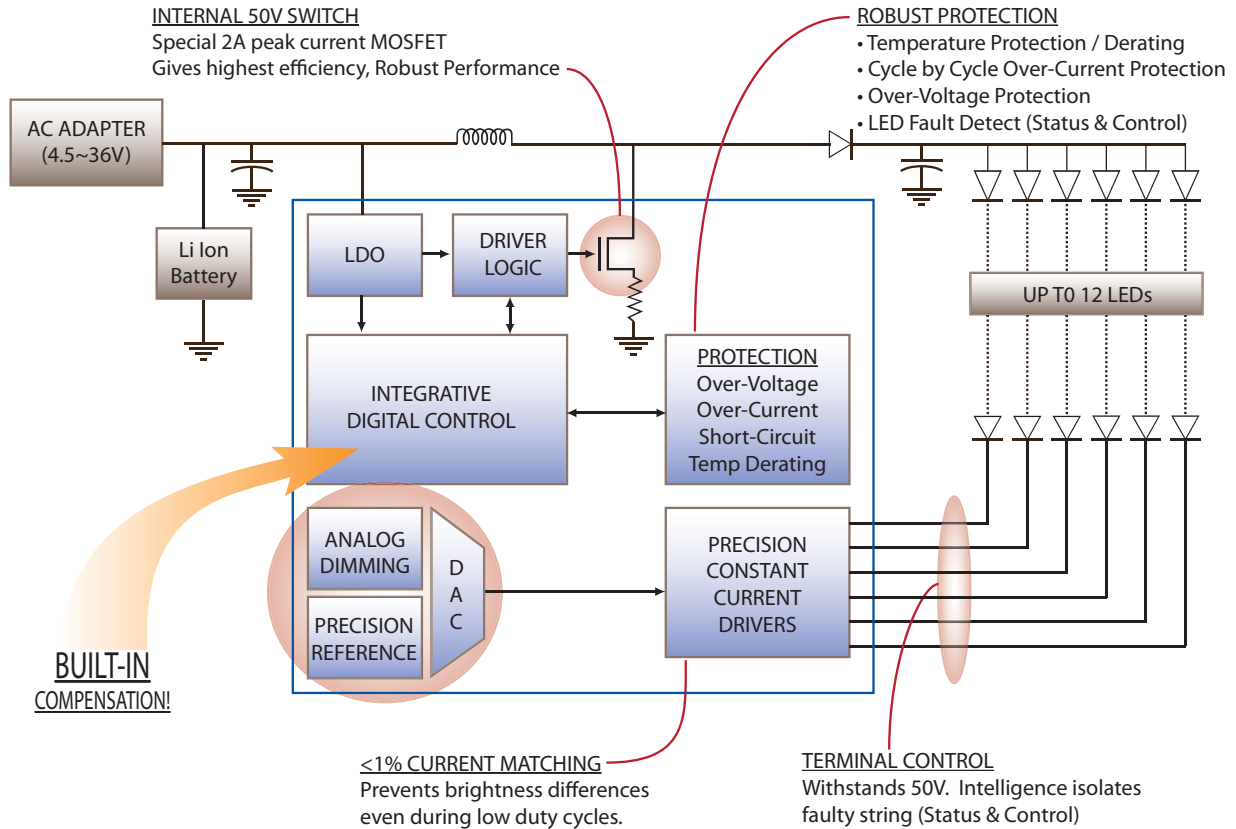 INTERNAL 50V SWITCH
Special 2A peak current MOSFET
Gives highest efficiency, Robust Performance
ROBUST PROTECTION
• Temperature Protection / Derating
• Cycle by Cycle Over-Current Protection
• Over-Voltage Protection
• LED Fault Detect (Status & Control)
AC ADAPTER
(4.5~36V)
Li Ion
Battery
LDO
DRIVER
LOGIC
UP T0 12 LEDs
INTEGRATIVE
DIGITAL CONTROL
PROTECTION
Over-Voltage
Over-Current
Short-Circuit
Temp Derating
ANALOG
DIMMING
PRECISION
REFERENCE
D
A
C
PRECISION
CONSTANT
CURRENT
DRIVERS
BUILT-IN
COMPENSATION!
<1% CURRENT MATCHING
Prevents brightness differences
even during low duty cycles.
TERMINAL CONTROL
Withstands 50V.  Intelligence isolates
faulty string (Status & Control)